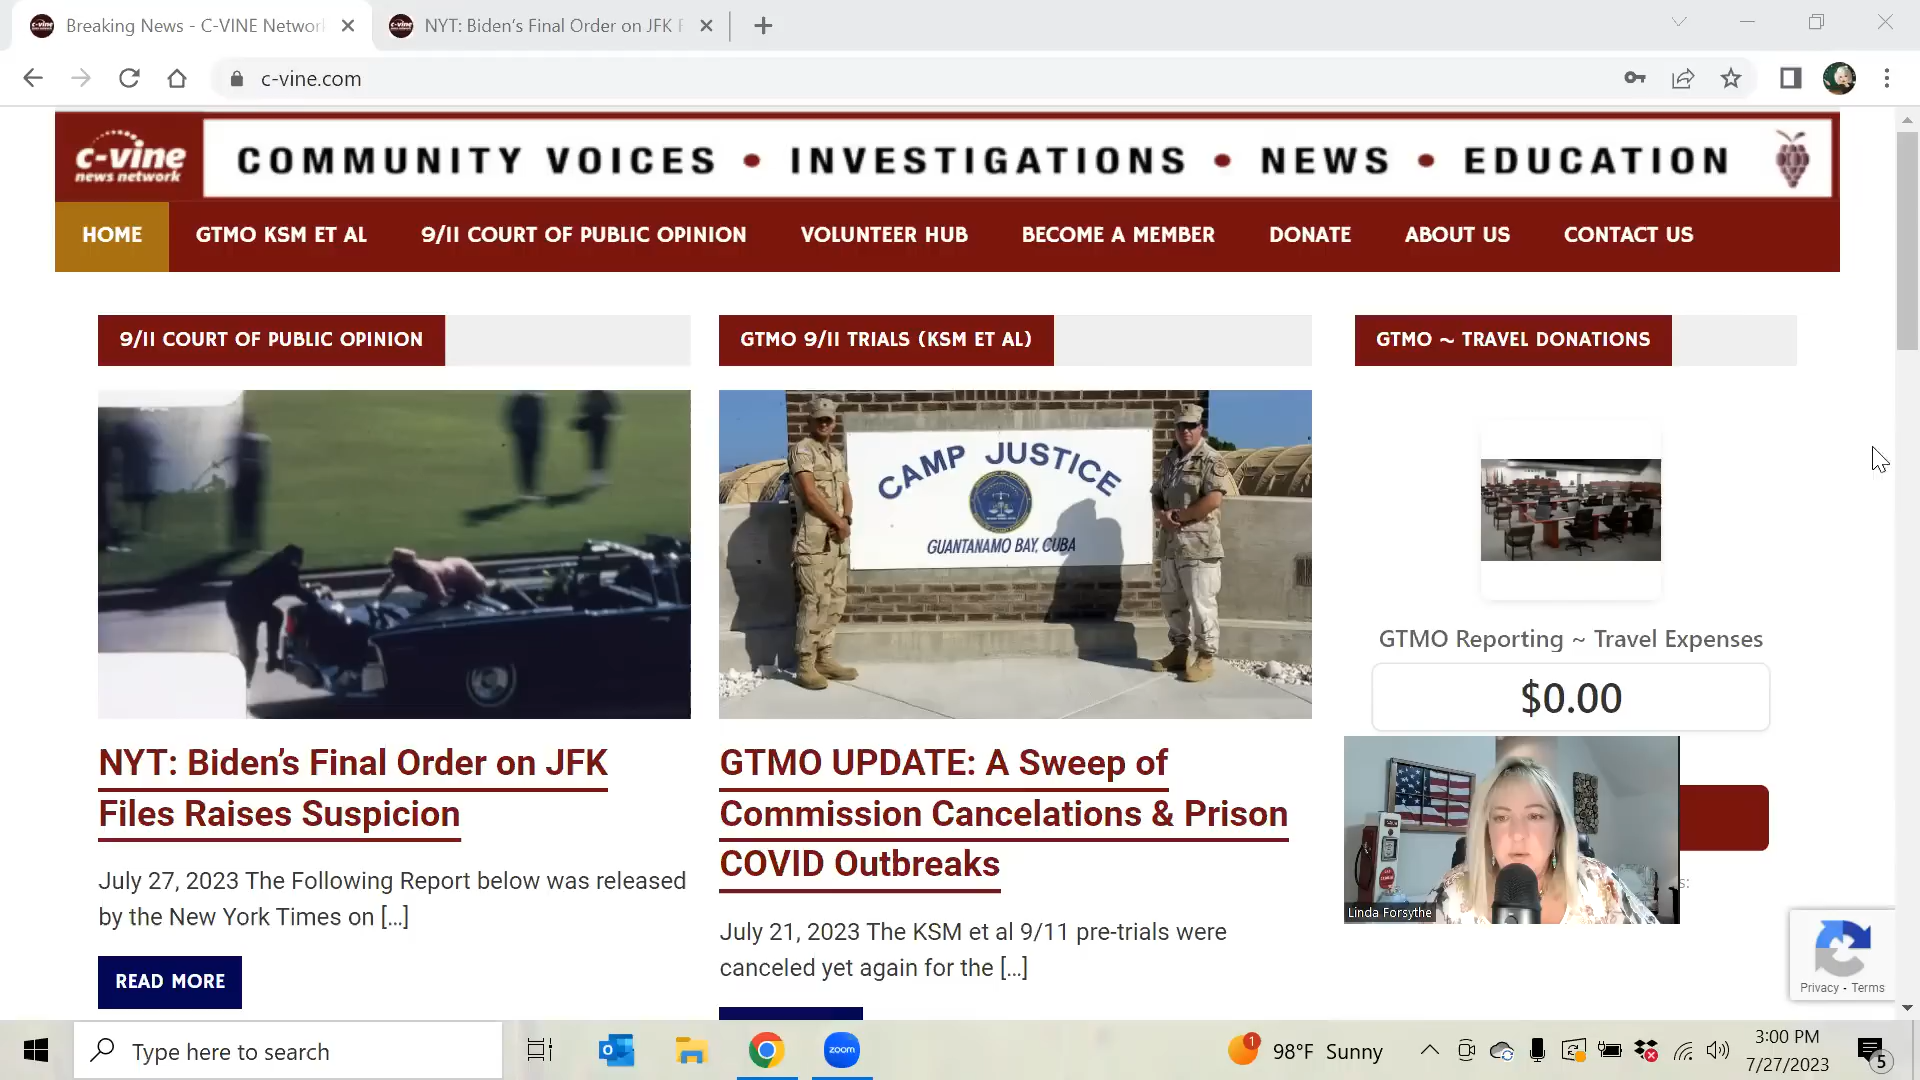 Breaking News - C-VINE Networ
NYT: Biden's Final Order on JFK F
c-vine.com
c-vine
news network
COMMUNITY VOICES • INVESTIGATIONS • NEWS • EDUCATION
HOME
GTMO KSM ET AL
9/11 COURT OF PUBLIC OPINION
VOLUNTEER HUB
BECOME A MEMBER
DONATE
ABOUT US
CONTACT US
9/11 COURT OF PUBLIC OPINION
NYT: Biden's Final Order on JFK
Files Raises Suspicion
July 27, 2023 The Following Report below was released
by the New York Times on [...]
READ MORE
GTMO 9/11 TRIALS (KSM ET AL)
CAMP JUSTICE
GUANTANAMO BAY, CUBA
GTMO UPDATE: A Sweep of
Commission Cancelations & Prison
COVID Outbreaks
July 21, 2023 The KSM et al 9/11 pre-trials were
canceled yet again for the [...]
GTMO ~ TRAVEL DONATIONS
GTMO Reporting ~ Travel Expenses
$0.00
Linda Forsythe
s:
Privacy - Terms
Type here to search
zoom
1
98°F Sunny
3:00 PM
7/27/2023
5